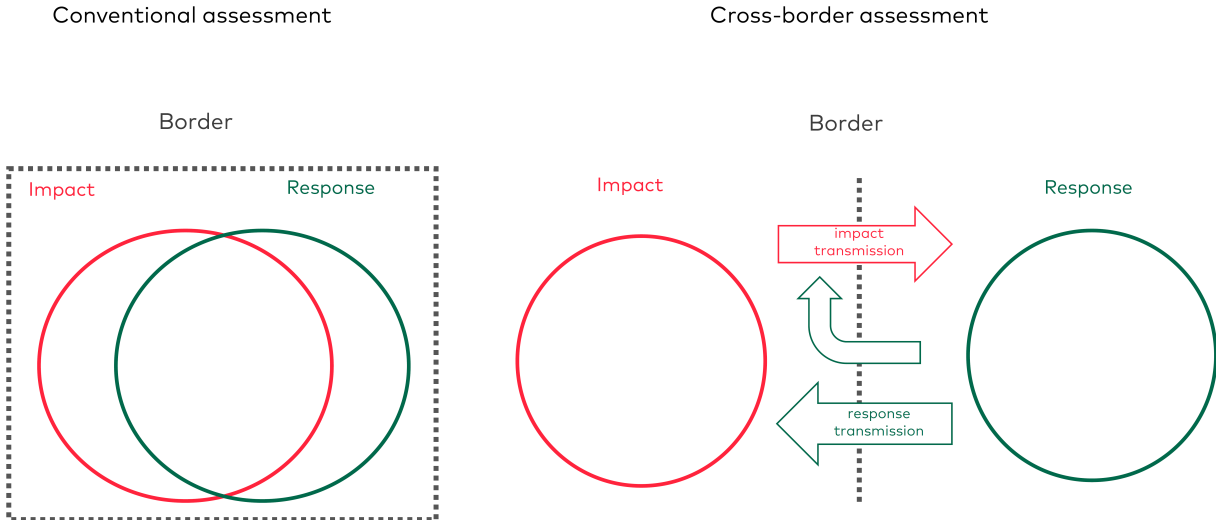 Conventional assessment
Cross-border assessment
Border
Impact
Response
Border
Impact
Response
impact
transmission
response
transmission